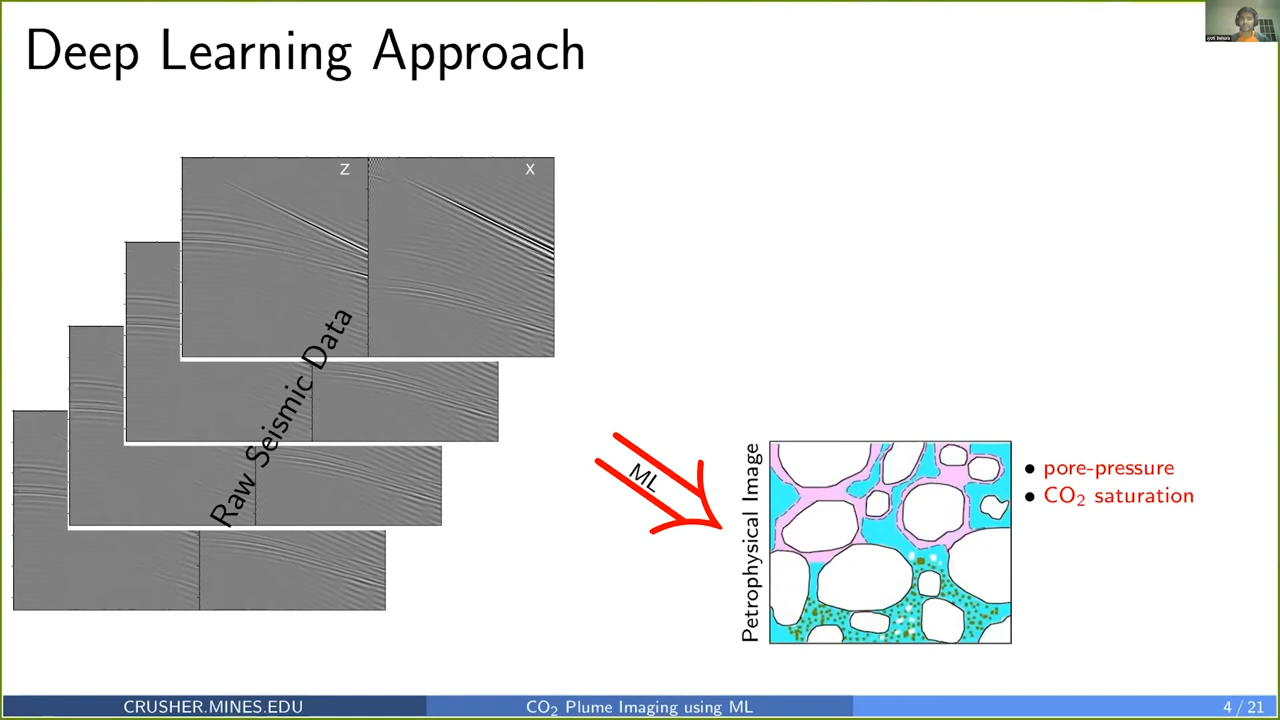 Deep Learning Approach
Z
X
Raw Seismic Data
ML
Petrophysical Image
• pore-pressure
• CO₂ saturation
CRUSHER.MINES.EDU
CO₂ Plume Imaging using ML
4 / 21